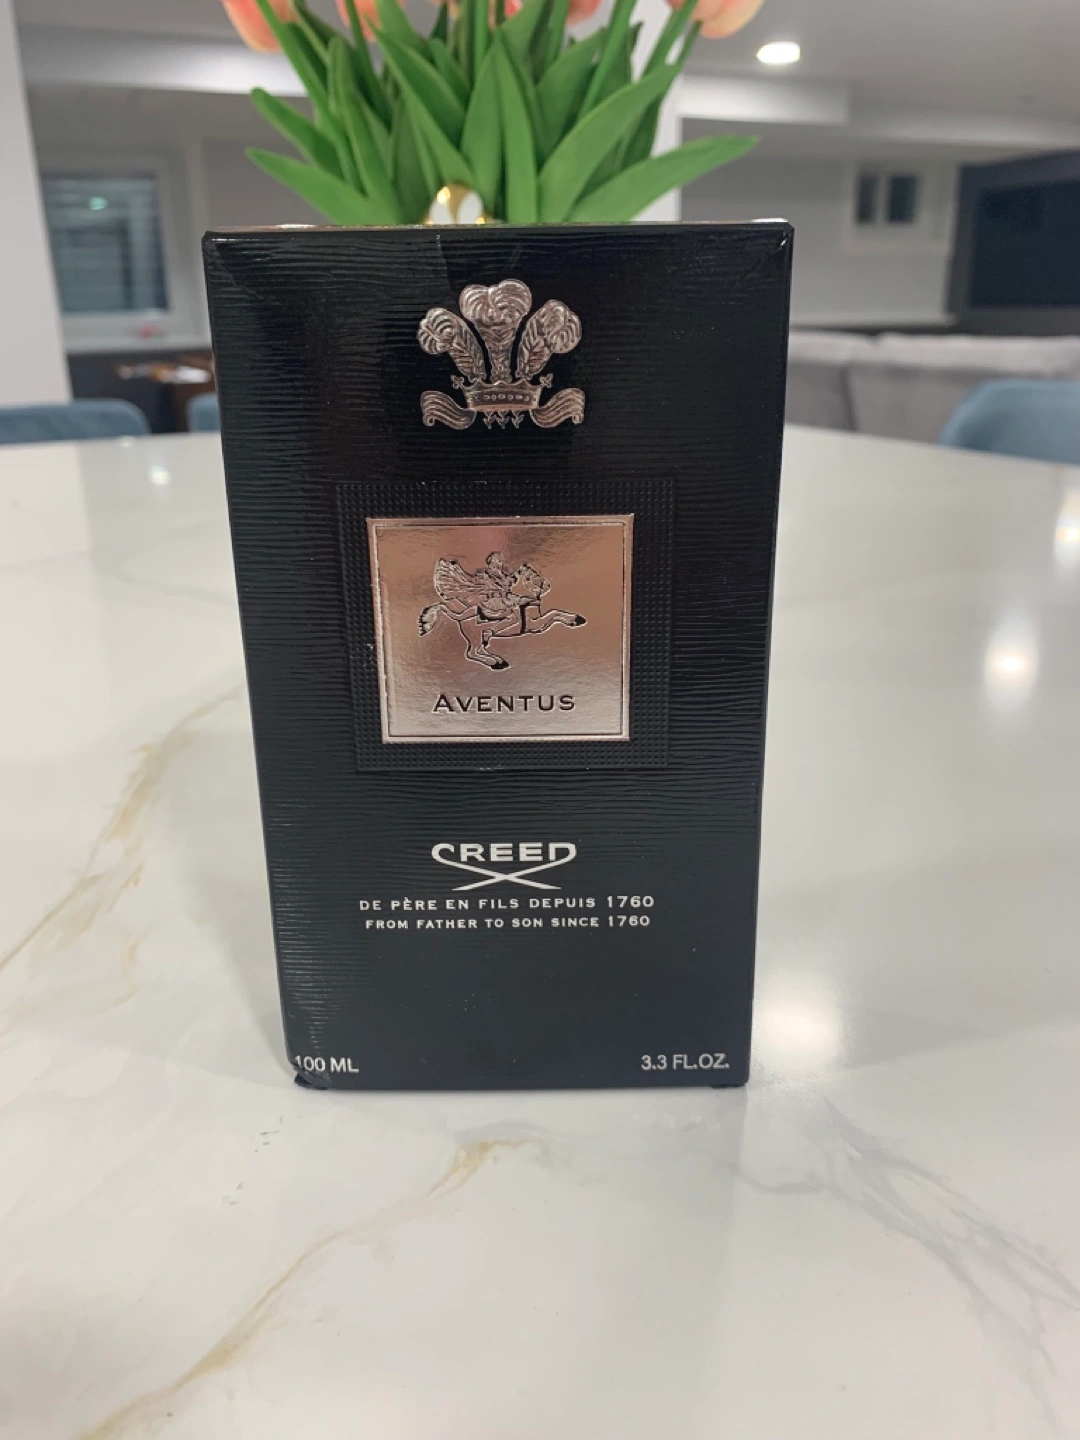 AVENTUS
CREED
DE PÈRE EN FILS DEPUIS 1760
FROM FATHER TO SON SINCE 1760
100 ML
3.3 FL.OZ.